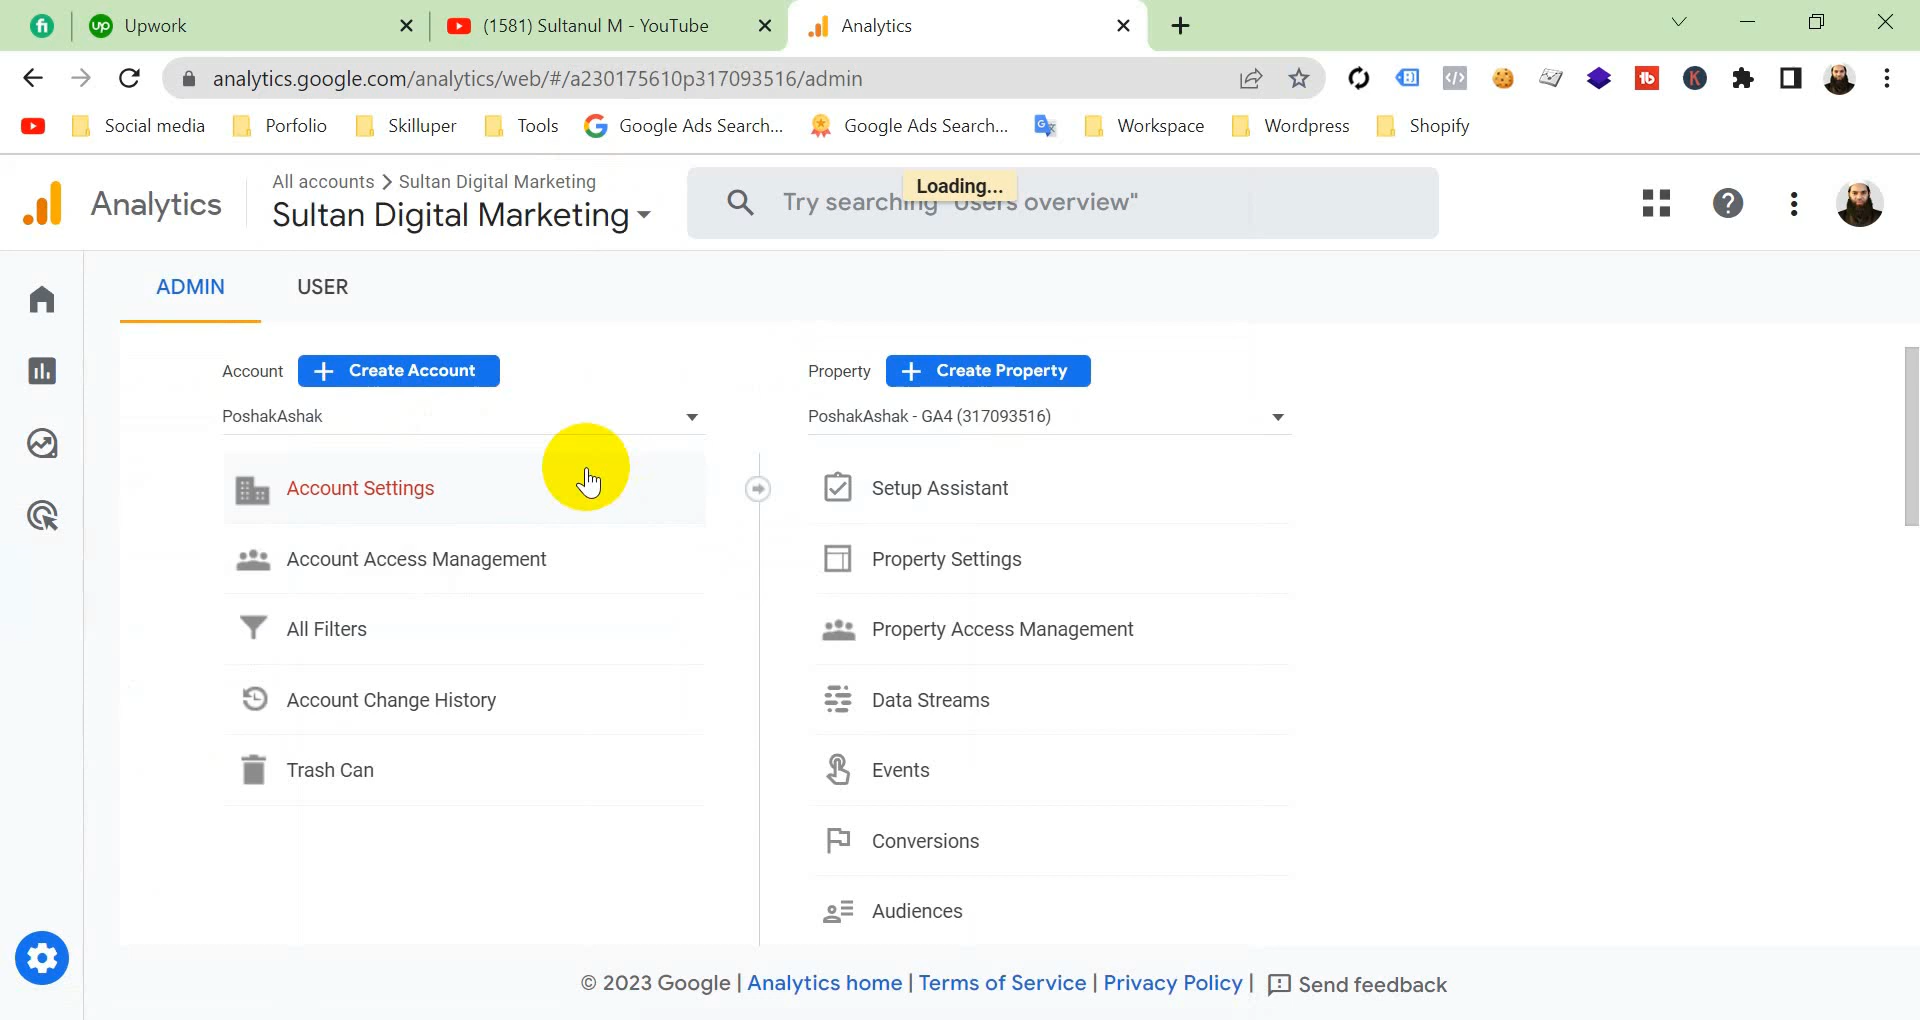 Upwork
(1581) Sultanul M - YouTube
Analytics
analytics.google.com/analytics/web/#/a230175610p317093516/admin
Social media
Porfolio
Skilluper
Tools
Google Ads Search...
Google Ads Search...
Workspace
Wordpress
Shopify
Analytics
All accounts > Sultan Digital Marketing
Sultan Digital Marketing
Try searching "users overview"
Loading...
ADMIN
USER
Account
+ Create Account
PoshakAshak
Account Settings
Account Access Management
All Filters
Account Change History
Trash Can
Property
+ Create Property
PoshakAshak - GA4 (317093516)
Setup Assistant
Property Settings
Property Access Management
Data Streams
Events
Conversions
Audiences
© 2023 Google | Analytics home | Terms of Service | Privacy Policy | Send feedback